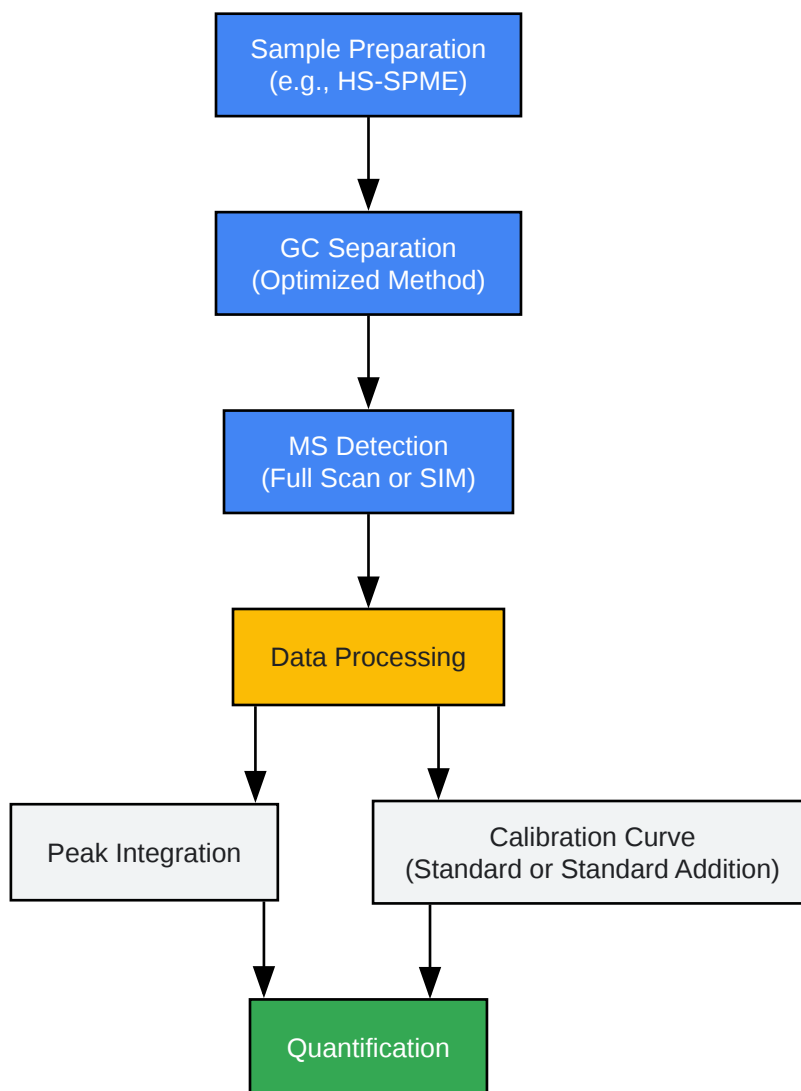 Sample Preparation
(e.g., HS-SPME)
GC Separation
(Optimized Method)
MS Detection
(Full Scan or SIM)
Data Processing
Peak Integration
Calibration Curve
(Standard or Standard Addition)
Quantification